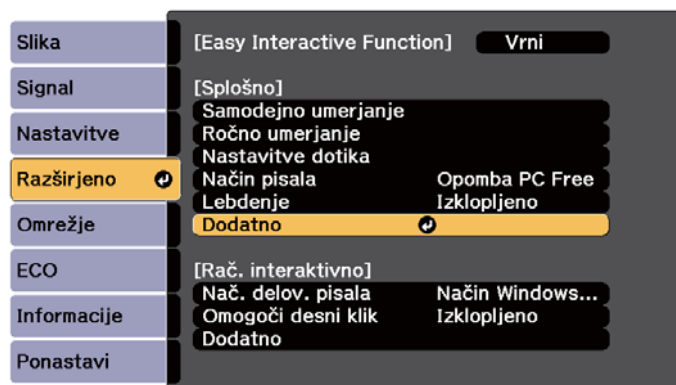 Slika
Signal
Nastavitve
Razširjeno
Omrežje
ECO
Informacije
Ponastavi
[Easy Interactive Function] Vrni
[Splošno]
Samodejno umerjanje
Ročno umerjanje
Nastavitve dotika
Način pisala Opomba PC Free
Lebdenje Izklopljeno
Dodatno
[Rač. interaktivno]
Nač. delov. pisala Način Windows...
Omogoči desni klik Izklopljeno
Dodatno